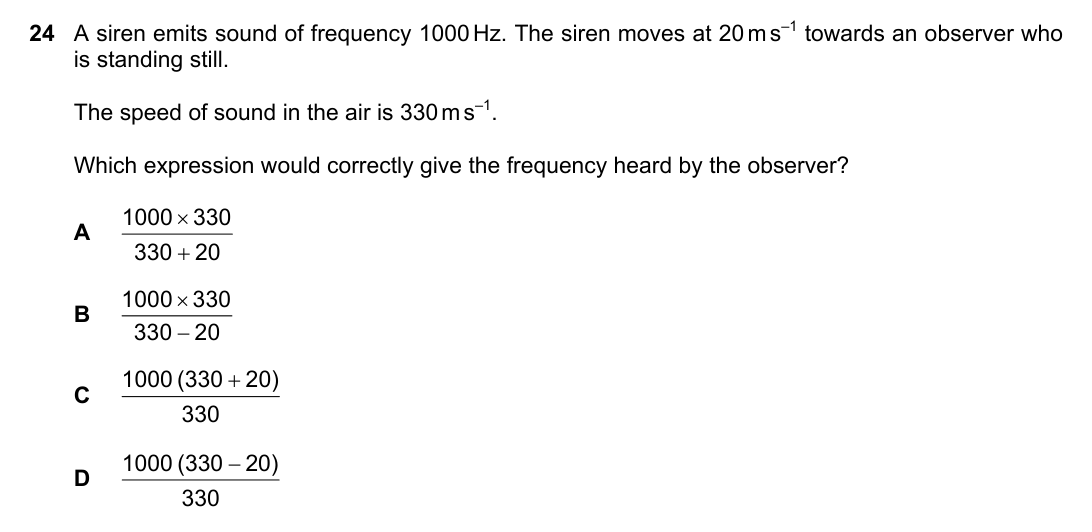 24 A siren emits sound of frequency 1000 Hz. The siren moves at 20 m s⁻¹ towards an observer who
is standing still.
The speed of sound in the air is 330 m s⁻¹.
Which expression would correctly give the frequency heard by the observer?
A 1000 × 330
330 + 20
B 1000 × 330
330 – 20
C 1000 (330 + 20)
330
D 1000 (330 – 20)
330